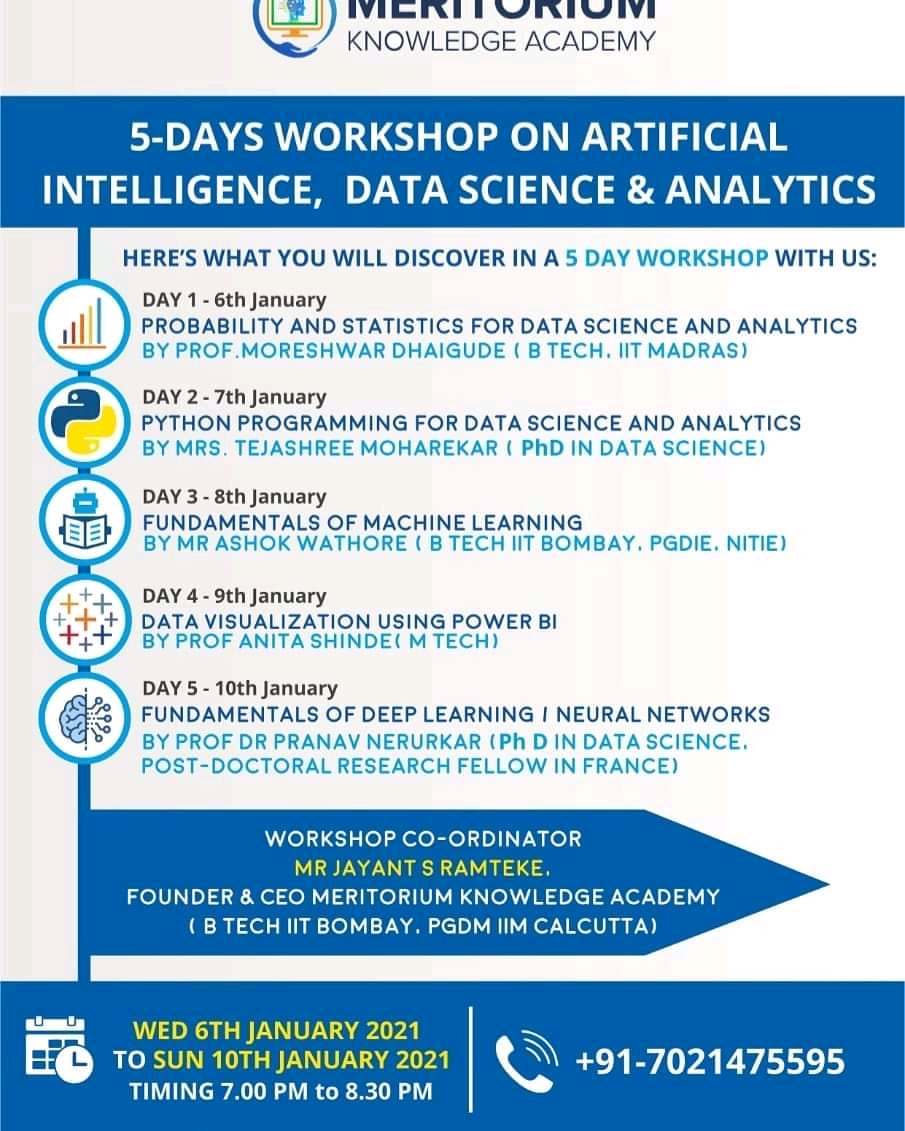 MERITORIUM
KNOWLEDGE ACADEMY
5-DAYS WORKSHOP ON ARTIFICIAL
INTELLIGENCE, DATA SCIENCE & ANALYTICS
HERE'S WHAT YOU WILL DISCOVER IN A 5 DAY WORKSHOP WITH US:
DAY 1 - 6th January
PROBABILITY AND STATISTICS FOR DATA SCIENCE AND ANALYTICS
BY PROF.MORESHWAR DHAIGUDE ( B TECH, IIT MADRAS)
DAY 2 - 7th January
PYTHON PROGRAMMING FOR DATA SCIENCE AND ANALYTICS
BY MRS. TEJASHREE MOHAREKAR ( PhD IN DATA SCIENCE)
DAY 3 - 8th January
FUNDAMENTALS OF MACHINE LEARNING
BY MR ASHOK WATHORE ( B TECH IIT BOMBAY, PGDIE, NITIE)
DAY 4 - 9th January
DATA VISUALIZATION USING POWER BI
BY PROF ANITA SHINDE( M TECH)
DAY 5 - 10th January
FUNDAMENTALS OF DEEP LEARNING / NEURAL NETWORKS
BY PROF DR PRANAV NERURKAR (Ph D IN DATA SCIENCE,
POST-DOCTORAL RESEARCH FELLOW IN FRANCE)
WORKSHOP CO-ORDINATOR
MR JAYANT S RAMTEKE,
FOUNDER & CEO MERITORIUM KNOWLEDGE ACADEMY
( B TECH IIT BOMBAY, PGDM IIM CALCUTTA)
WED 6TH JANUARY 2021
TO SUN 10TH JANUARY 2021
TIMING 7.00 PM to 8.30 PM
+91-7021475595